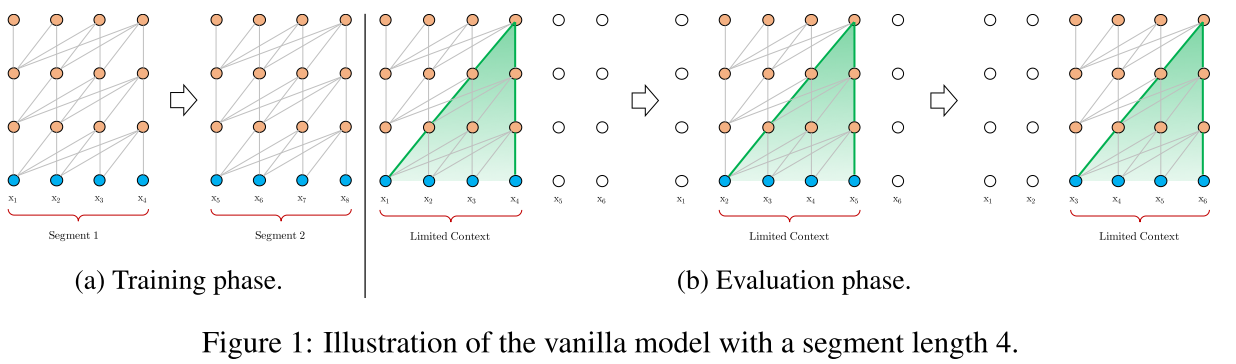 x1 x2 x3 x4 x5 x6 x7 x8 x1 x2 x3 x4 x5 x6 x1 x2 x3 x4 x5 x6 x1 x2 x3 x4 x5 x6
Segment 1 Segment 2 Limited Context Limited Context Limited Context
(a) Training phase. (b) Evaluation phase.
Figure 1: Illustration of the vanilla model with a segment length 4.